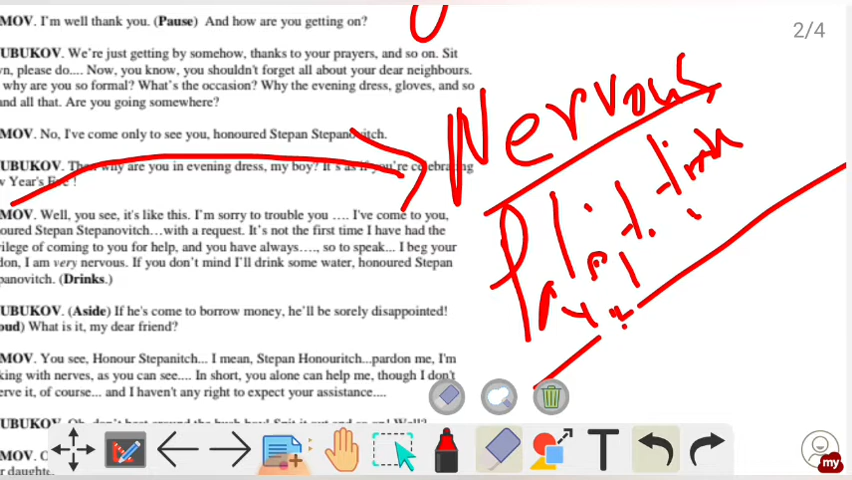 MOV. I'm well thank you. (Pause) And how are you getting on?
UBUKOV. We're just getting by somehow, thanks to your prayers, and so on. Sit
n, please do.... Now, you know, you shouldn't forget all about your dear neighbours.
why are you so formal? What's the occasion? Why the evening dress, gloves, and so
and all that. Are you going somewhere?
MOV. No, I've come only to see you, honoured Stepan Stepanovitch.
UBUKOV. Then why are you in evening dress, my boy? It's as if you're celebrating
w Year's Eve !
MOV. Well, you see, it's like this. I'm sorry to trouble you …. I've come to you,
oured Stepan Stepanovitch…with a request. It's not the first time I have had the
ilege of coming to you for help, and you have always…., so to speak… I beg your
don, I am very nervous. If you don't mind I'll drink some water, honoured Stepan
panovitch. (Drinks.)
UBUKOV. (Aside) If he's come to borrow money, he'll be sorely disappointed!
oud) What is it, my dear friend?
MOV. You see, Honour Stepanitch... I mean, Stepan Honouritch...pardon me, I'm
king with nerves, as you can see.... In short, you alone can help me, though I don't
erve it, of course... and I haven't any right to expect your assistance....
UBUKOV.
MOV.
daughte
Nervous
2/4
T
my